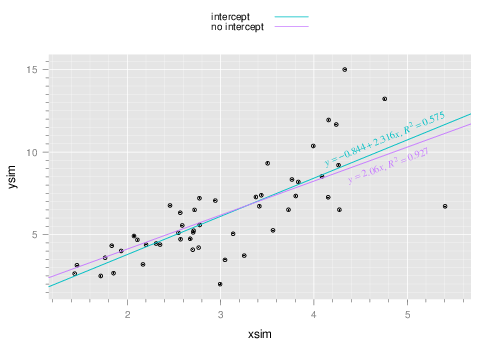 intercept
no intercept
15
10
5
ysim
y = −0.844 + 2.316x, R² = 0.575
y = 2.06x, R² = 0.927
2
3
4
5
xsim